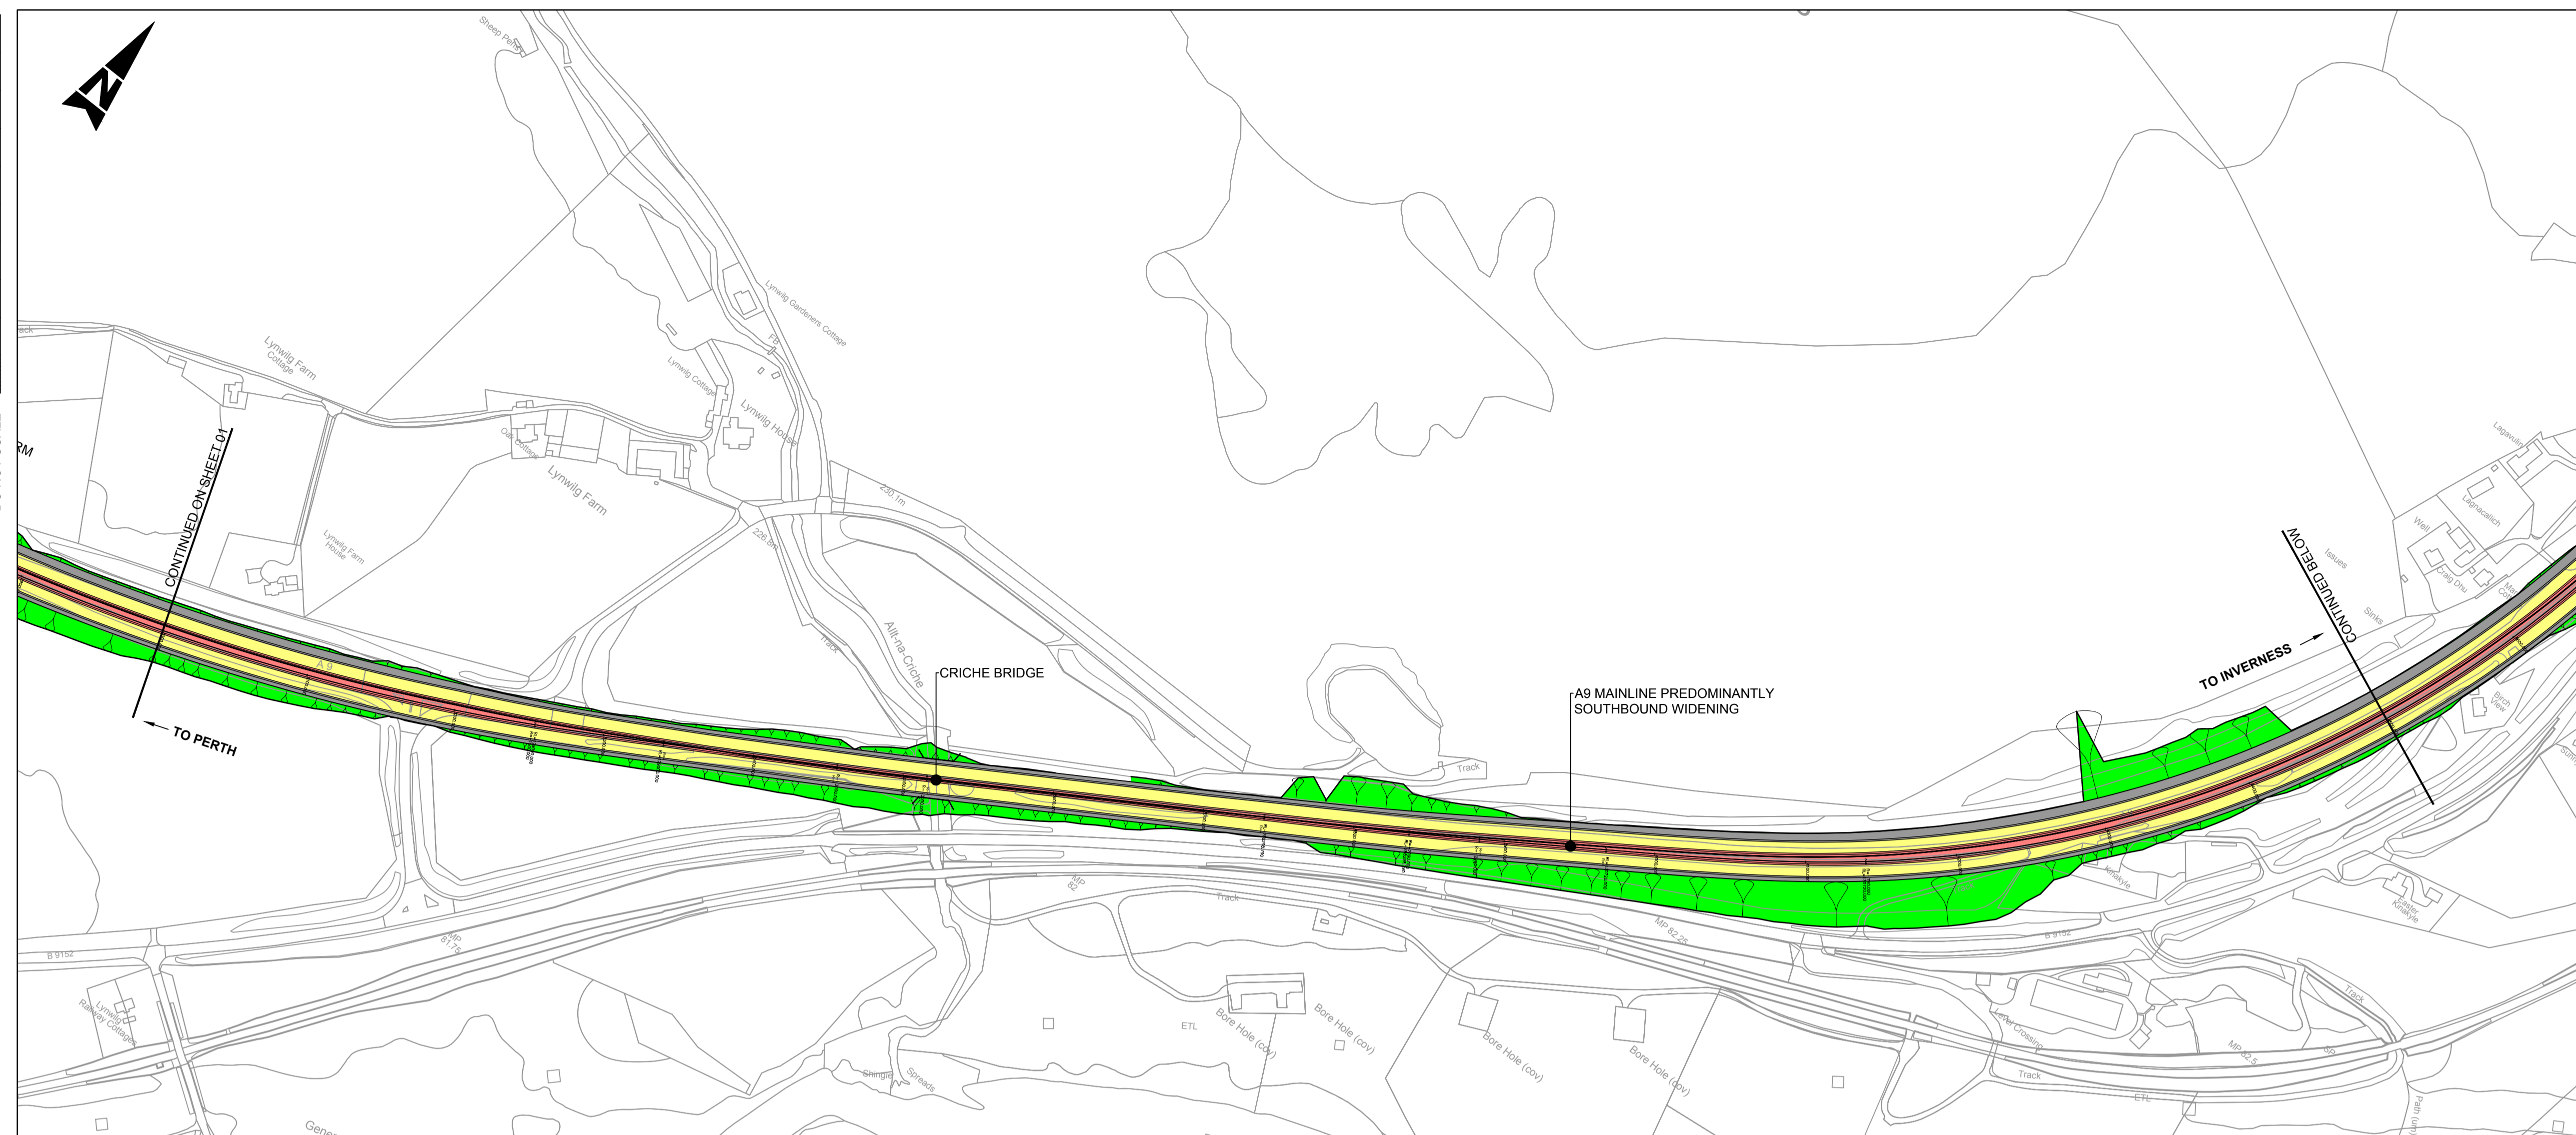 N
Sheep Pens
Lynwilg Gardeners Cottage
FB
Lynwilg Farm
Cottage
Lynwilg Cottage
Lynwilg House
Oak Cottage
Lynwilg Farm
CONTINUED ON SHEET 01
230.1m
226.8m
Lynwilg Farm
House
Allt-na-Criche
Track
A 9
TO PERTH
CRICHE BRIDGE
A9 MAINLINE PREDOMINANTLY
SOUTHBOUND WIDENING
TO INVERNESS
CONTINUED BELOW
Lagavulin
Lagnacallich
Well
Craig Dhu
Issues
Sinks
Birch
View
Track
Kinakyle
Easter
Kinakyle
B 9152
MP
81.75
MP
82
Track
MP 82.25
B 9152
Lynwilg
Railway Cottages
ETL
Bore Hole (cov)
Bore Hole (cov)
Bore Hole (cov)
Bore Hole (cov)
Level Crossing
Track
MP 82.5
SP
Track
ETL
Shingle
Spreads